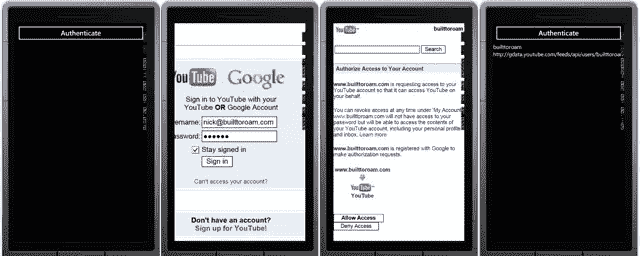 Authenticate
You Tube Google
Sign in to YouTube with your
YouTube OR Google Account
ername: nick@builttoroam.com
assword: ••••••
Stay signed in
Sign in
Can't access your account?
Don't have an account?
Sign up for YouTube!
You Tube builttoroam
Search
Authorize Access to Your Account
www.builttoroam.com is requesting access to your
YouTube account so that it can access YouTube on
your behalf.
You can revoke access at any time under 'My Account'
www.builttoroam.com will not have access to your
password but will be able to access the contents of
your YouTube account, including your personal profile
and inbox. Learn more
www.builttoroam.com is registered with Google to
make authorization requests.
www.builttoroam.com
You Tube
YouTube
Allow Access
Deny Access
Authenticate
builttoroam
http://gdata.youtube.com/feeds/api/users/builttoroam